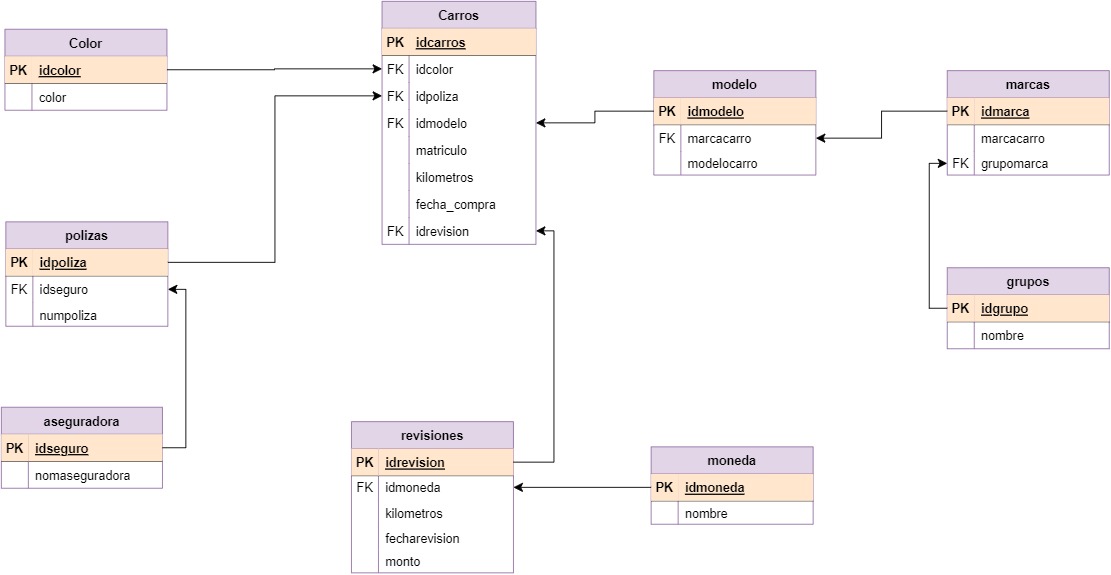 Color
PK idcolor
color
Carros
PK idcarros
FK idcolor
FK idpoliza
FK idmodelo
matriculo
kilometros
fecha_compra
FK idrevision
modelo
PK idmodelo
FK marcacarro
modelocarro
marcas
PK idmarca
marcacarro
FK grupomarca
polizas
PK idpoliza
FK idseguro
numpoliza
grupos
PK idgrupo
nombre
aseguradora
PK idseguro
nomaseguradora
revisiones
PK idrevision
FK idmoneda
kilometros
fecharevision
monto
moneda
PK idmoneda
nombre